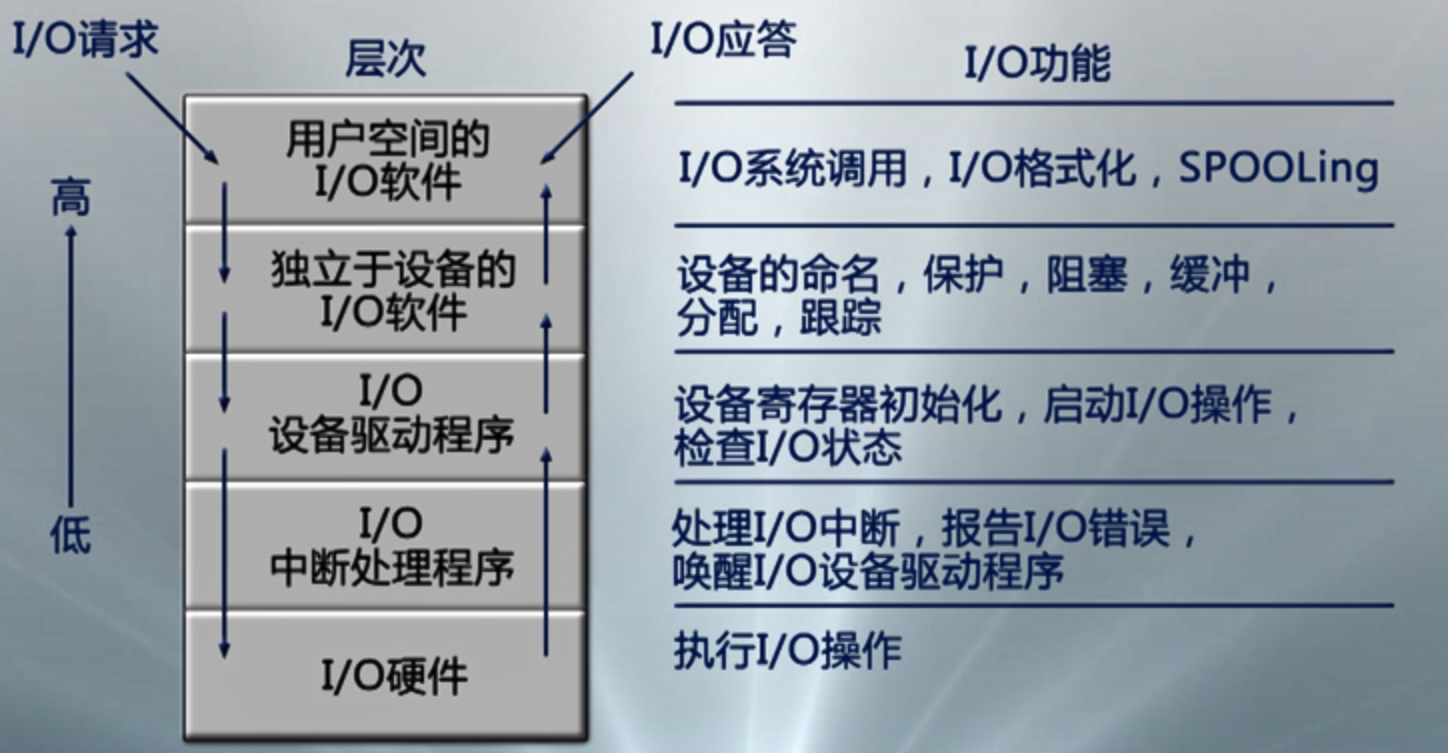 I/O请求
层次
I/O应答
I/O功能
高
低
用户空间的
I/O软件
I/O系统调用，I/O格式化，SPOOLing
独立于设备的
I/O软件
设备的命名，保护，阻塞，缓冲，
分配，跟踪
I/O
设备驱动程序
设备寄存器初始化，启动I/O操作，
检查I/O状态
I/O
中断处理程序
处理I/O中断，报告I/O错误，
唤醒I/O设备驱动程序
I/O硬件
执行I/O操作